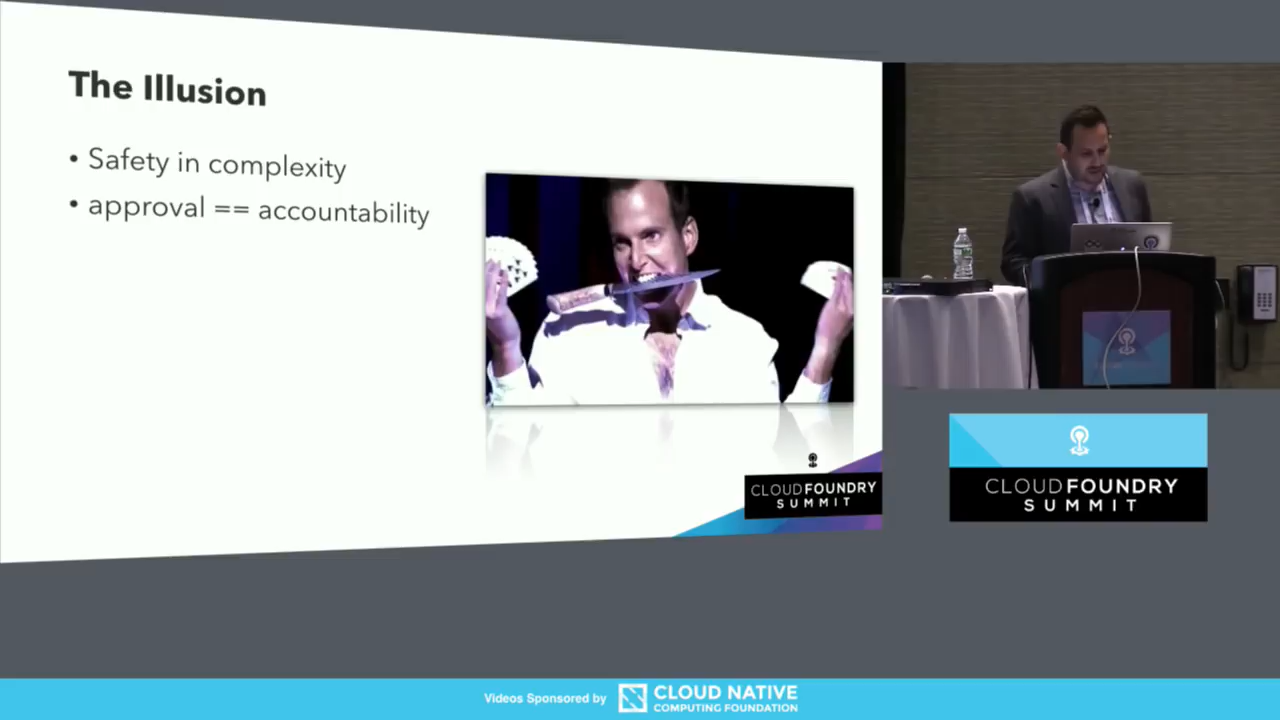 The Illusion
• Safety in complexity
• approval == accountability
CLOUD FOUNDRY
SUMMIT
CLOUD FOUNDRY
SUMMIT
Videos Sponsored by
CLOUD NATIVE
COMPUTING FOUNDATION